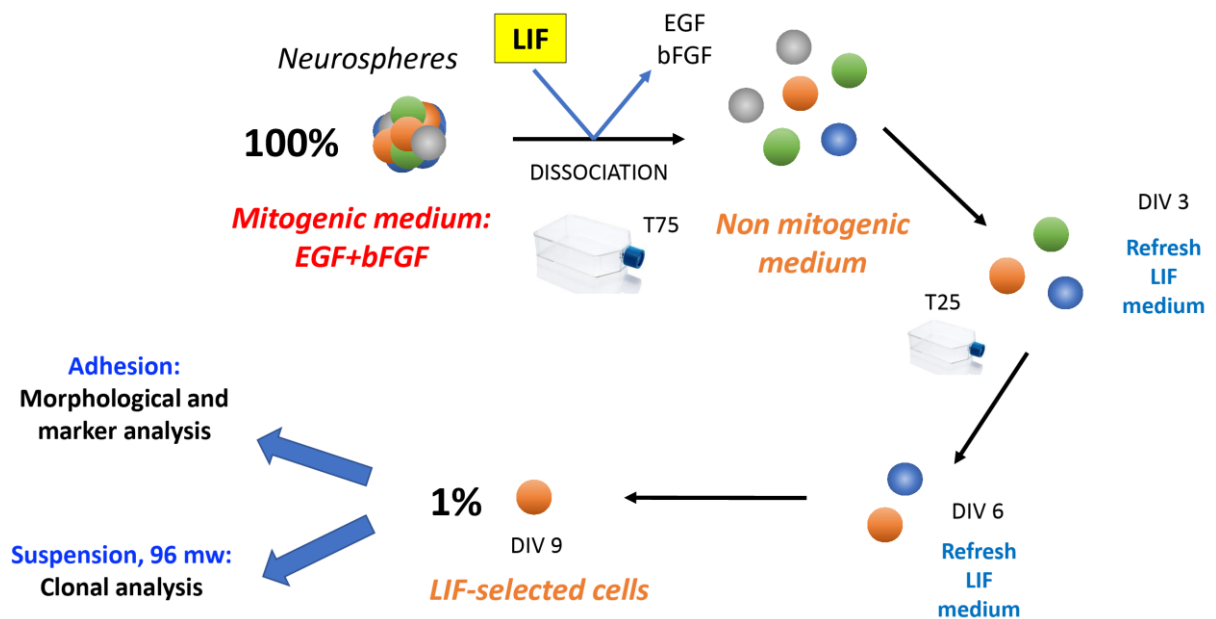 Neurospheres
LIF
EGF
bFGF
100%
DISSOCIATION
Mitogenic medium:
EGF+bFGF
T75
Non mitogenic
medium
DIV 3
Refresh
LIF
medium
T25
Adhesion:
Morphological and
marker analysis
1%
DIV 9
LIF-selected cells
DIV 6
Refresh
LIF
medium
Suspension, 96 mw:
Clonal analysis